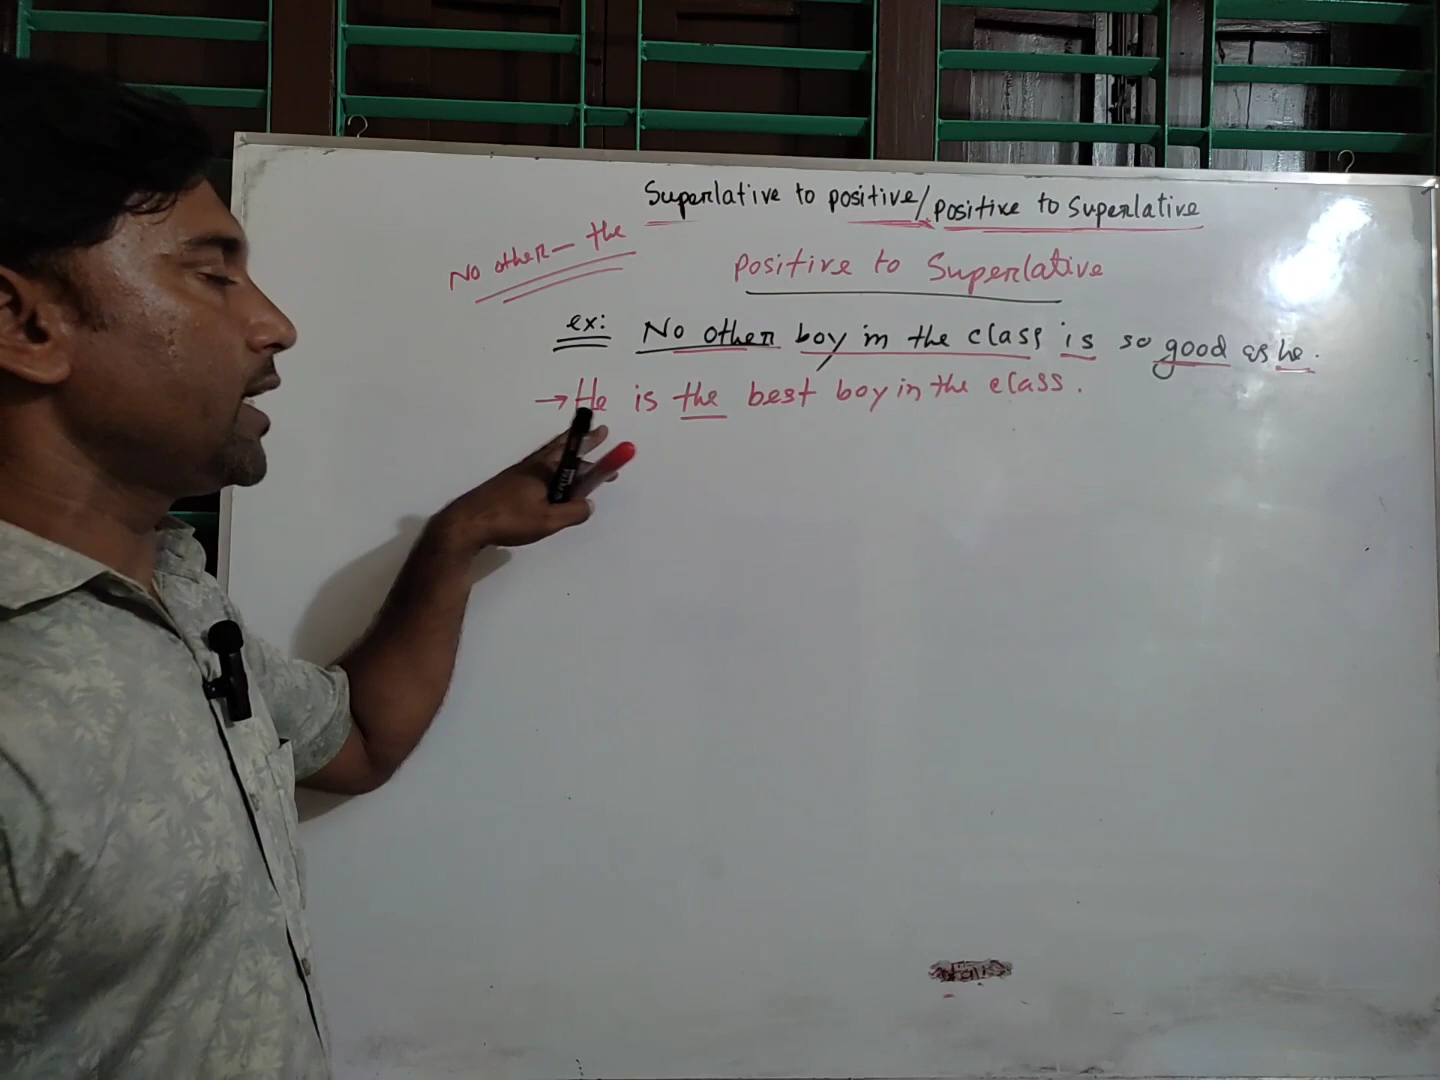 Superlative to positive/positive to Superlative
No other - the
positive to Superlative
ex: No other boy in the class is so good as he.
→ He is the best boy in the class.